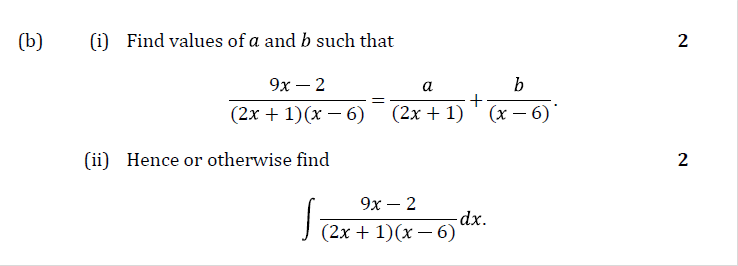 (b) (i) Find values of a and b such that 2
9x − 2 / (2x + 1)(x − 6) = a / (2x + 1) + b / (x − 6).
(ii) Hence or otherwise find 2
∫ 9x − 2 / (2x + 1)(x − 6) dx.